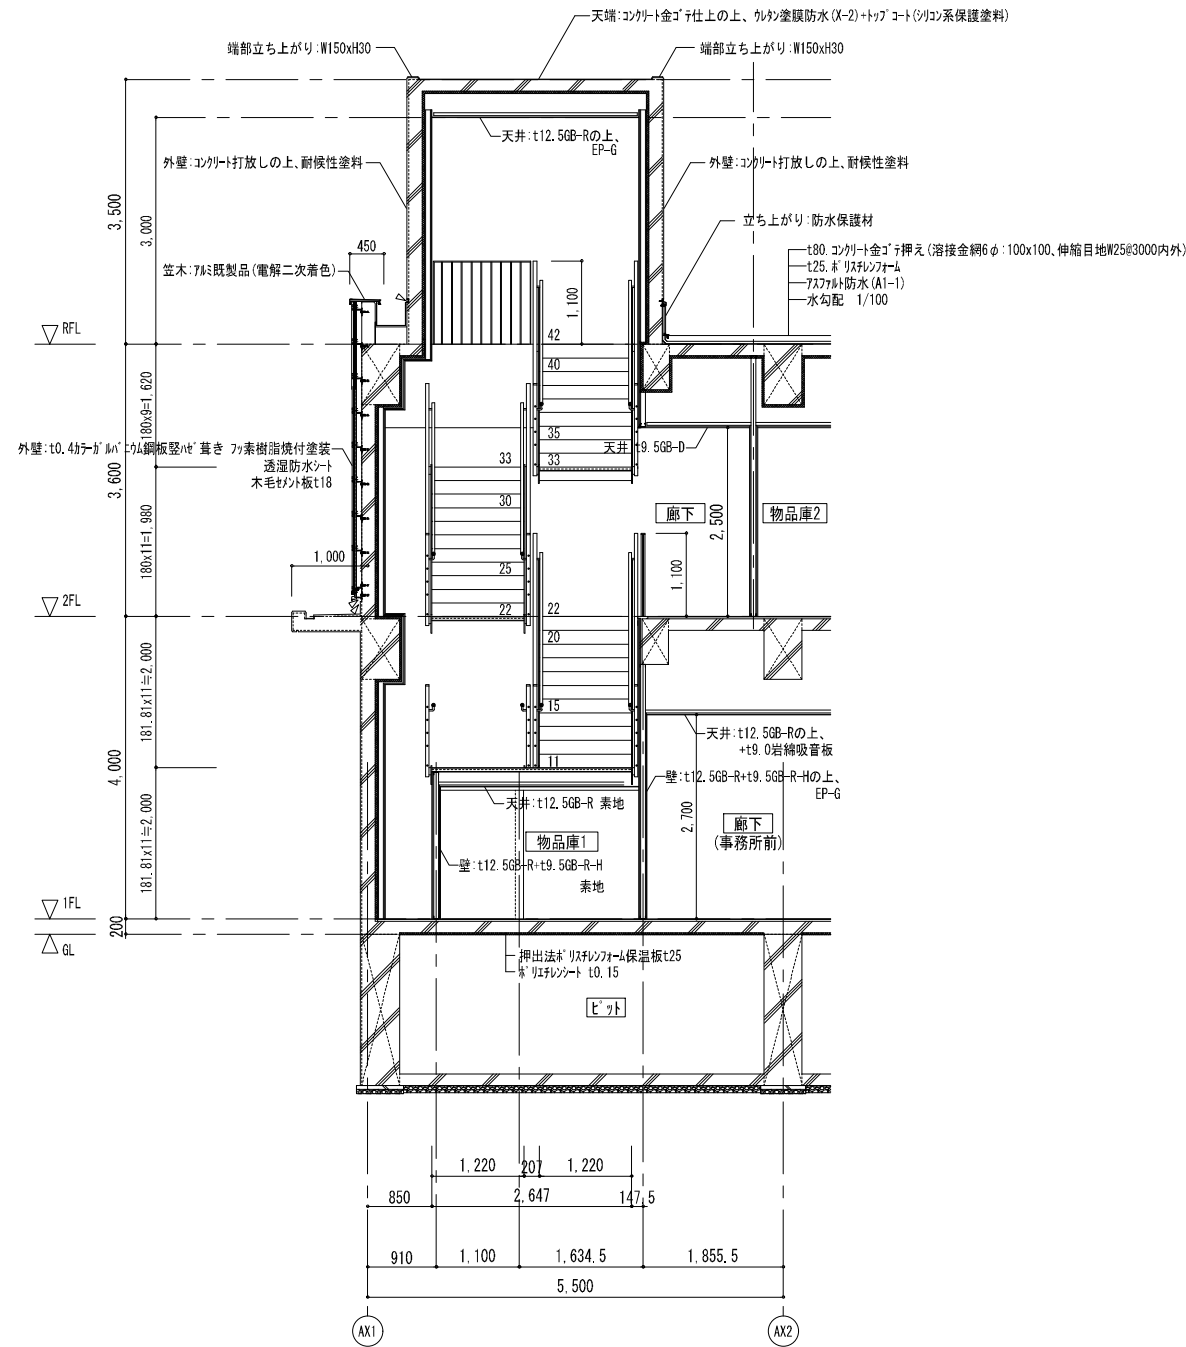 天端:コンクリート金ゴテ仕上の上、ウレタン塗膜防水(X-2)+トップコート(シリコン系保護塗料)
端部立ち上がり:W150xH30
端部立ち上がり:W150xH30
天井:t12.5GB-Rの上、
EP-G
外壁:コンクリート打放しの上、耐候性塗料
外壁:コンクリート打放しの上、耐候性塗料
3,500
3,000
立ち上がり:防水保護材
450
t80.コンクリート金ゴテ押え(溶接金網6φ:100x100、伸縮目地W25@3000内外)
t25.ポリスチレンフォーム
アスファルト防水(A1-1)
水勾配 1/100
笠木:アルミ既製品(電解二次着色)
1,100
RFL
42
40
35
33
180x9=1,620
3,600
外壁:t0.4カラーガルバニウム鋼板竪ハゼ葺き フッ素樹脂焼付塗装
透湿防水シート
木毛セメント板t18
天井 t9.5GB-D
33
30
25
22
廊下
物品庫2
2,500
180x11=1,980
1,000
1,100
2FL
22
20
15
11
181.81x11≒2,000
4,000
天井:t12.5GB-Rの上、
+t9.0岩綿吸音板
壁:t12.5GB-R+t9.5GB-R-Hの上、
EP-G
天井:t12.5GB-R 素地
2,700
廊下
(事務所前)
物品庫1
壁:t12.5GB-R+t9.5GB-R-H
素地
181.81x11≒2,000
1FL
200
GL
押出法ポリスチレンフォーム保温板t25
ポリエチレンシート t0.15
ピット
1,220
207
1,220
850
2,647
147.5
910
1,100
1,634.5
1,855.5
5,500
AX1
AX2